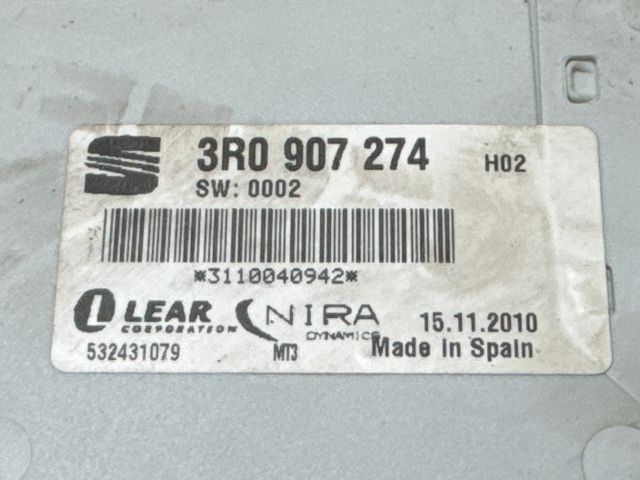 3R0 907 274 H02
SW: 0002
*3110040942*
LEAR NIRA 15.11.2010
CORPORATION DYNAMICS
532431079 MT3 Made in Spain